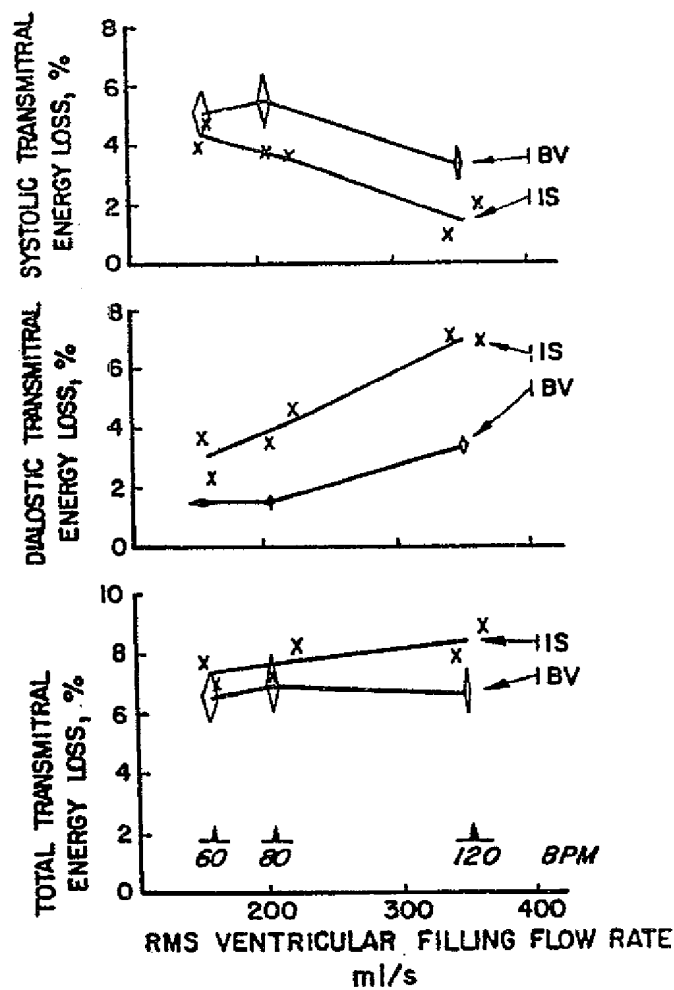 SYSTOLIC TRANSMITRAL
ENERGY LOSS, %
8
6
4
2
0
BV
IS
DIALOSTIC TRANSMITRAL
ENERGY LOSS, %
8
6
4
2
0
IS
BV
TOTAL TRANSMITRAL
ENERGY LOSS, %
10
8
6
4
2
0
IS
BV
60 80 120 BPM
200 300 400
RMS VENTRICULAR FILLING FLOW RATE
ml/s